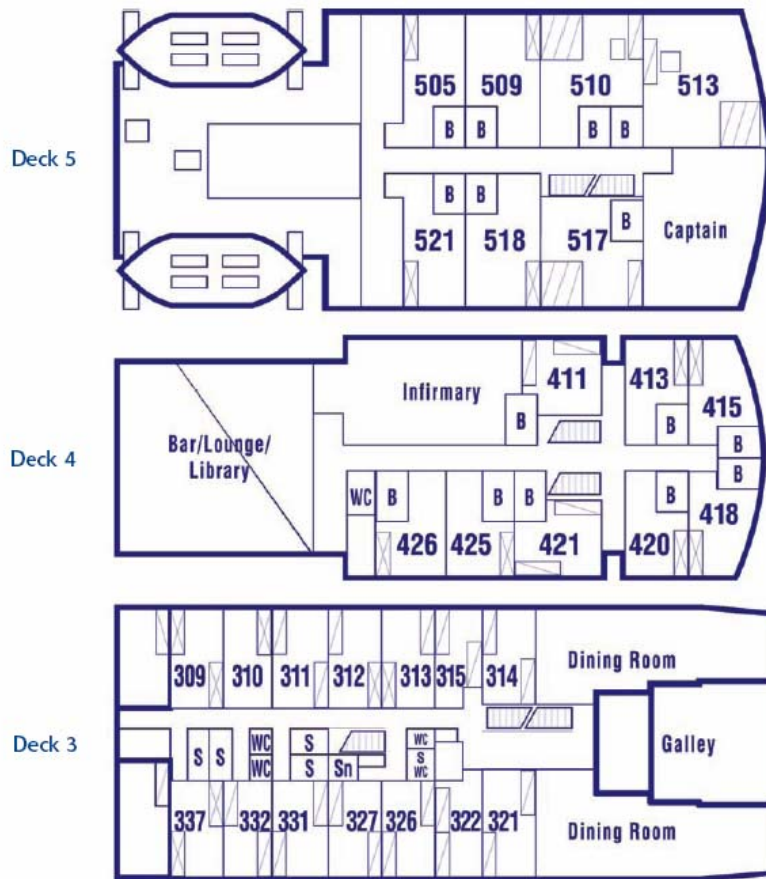 505 509 510 513
B B B B
Deck 5
B B
B
521 518 517 Captain
411 413
Infirmary
415
B B
Bar/Lounge/
Library
B
Deck 4
B
WC B B B B
418
426 425 421 420
309 310 311 312 313 315 314
Dining Room
WC S WC
Deck 3
S S
Galley
WC S Sn S
WC
337 332 331 327 326 322 321
Dining Room